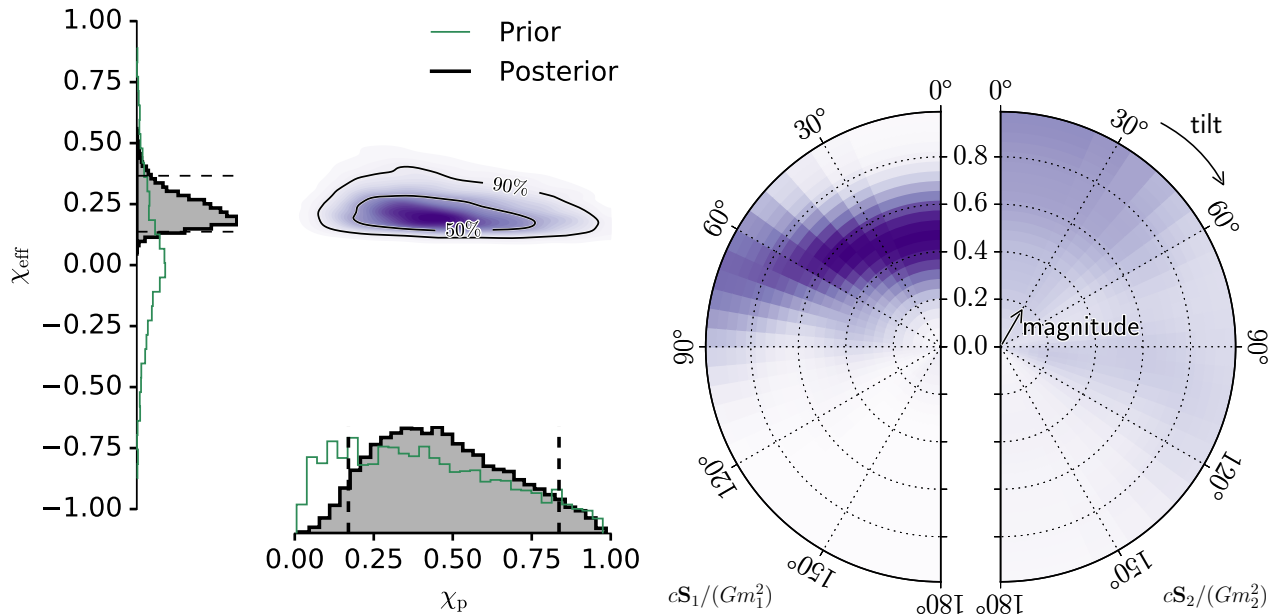 1.00
0.75
0.50
0.25
0.00
−0.25
−0.50
−0.75
−1.00
χeff
Prior
Posterior
90%
50%
0.00 0.25 0.50 0.75 1.00
χp
0° 0°
30° 30°
tilt
60° 60°
90° 90°
120° 120°
150° 150°
180° 180°
0.8
0.6
0.4
0.2
0.0
magnitude
cS₁/(Gm₁²)
cS₂/(Gm₂²)